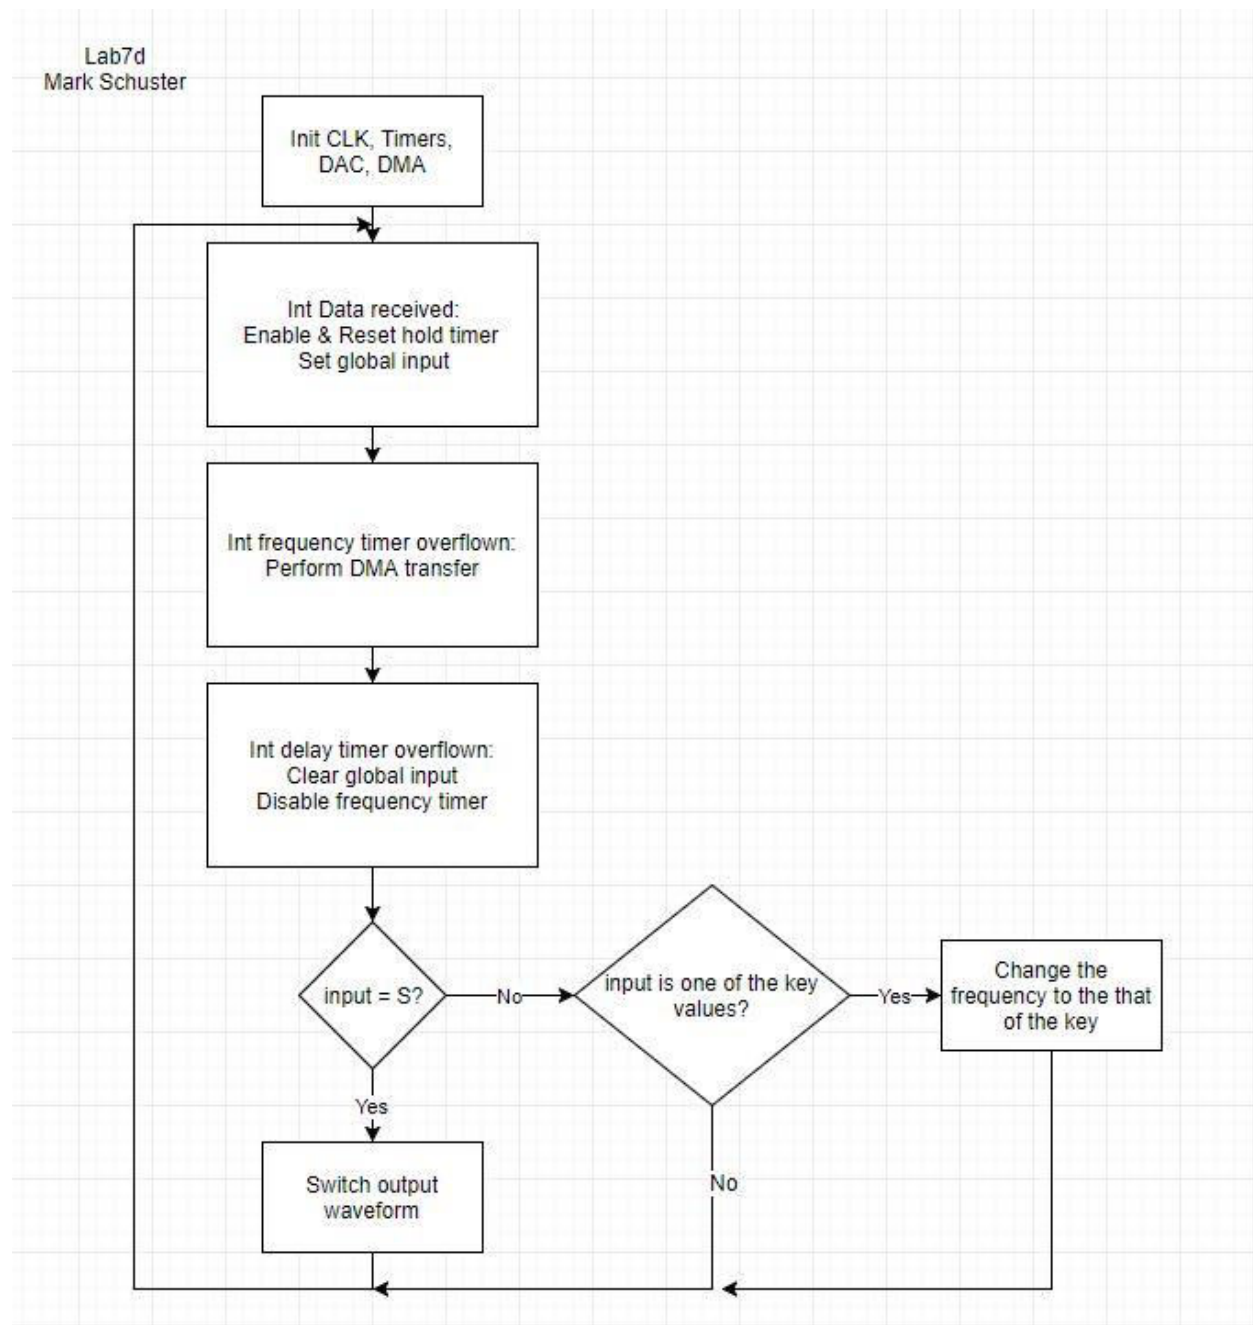 Lab7d
Mark Schuster
Init CLK, Timers,
DAC, DMA
Int Data received:
Enable & Reset hold timer
Set global input
Int frequency timer overflown:
Perform DMA transfer
Int delay timer overflown:
Clear global input
Disable frequency timer
input = S?
No
input is one of the key
values?
Yes
Change the
frequency to the that
of the key
Yes
Switch output
waveform
No